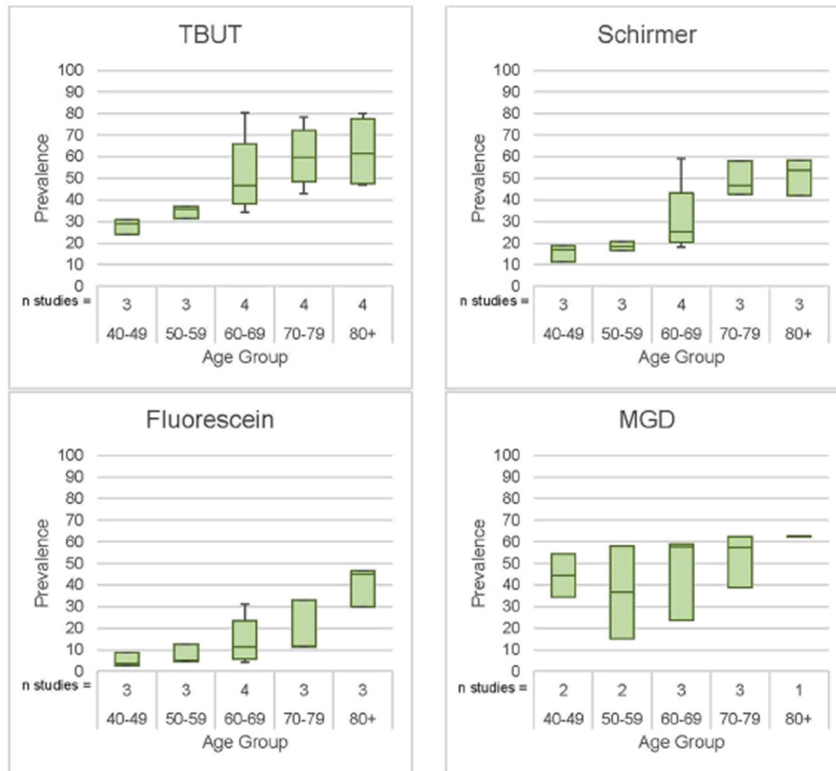 TBUT
Prevalence
100
90
80
70
60
50
40
30
20
10
0
n studies = 3 3 4 4 4
40-49 50-59 60-69 70-79 80+
Age Group
Schirmer
Prevalence
100
90
80
70
60
50
40
30
20
10
0
n studies = 3 3 4 3 3
40-49 50-59 60-69 70-79 80+
Age Group
Fluorescein
Prevalence
100
90
80
70
60
50
40
30
20
10
0
n studies = 3 3 4 3 3
40-49 50-59 60-69 70-79 80+
Age Group
MGD
Prevalence
100
90
80
70
60
50
40
30
20
10
0
n studies = 2 2 3 3 1
40-49 50-59 60-69 70-79 80+
Age Group